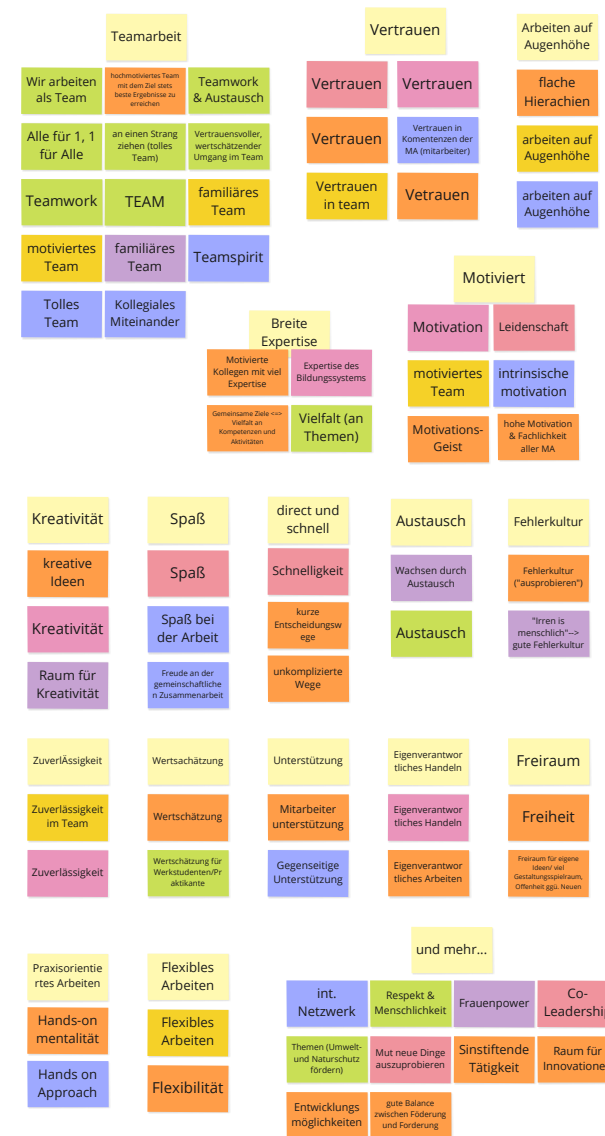 Teamarbeit
Wir arbeiten
als Team
hochmotiviertes Team
mit dem Ziel stets
beste Ergebnisse zu
erreichen
Teamwork
& Austausch
Alle für 1, 1
für Alle
an einen Strang
ziehen (tolles
Team)
Vertrauensvoller,
wertschätzender
Umgang im Team
Teamwork
TEAM
familiäres
Team
motiviertes
Team
familiäres
Team
Teamspirit
Tolles
Team
Kollegiales
Miteinander
Vertrauen
Vertrauen
Vertrauen
Vertrauen
Vertrauen in
Komentenzen der
MA (mitarbeiter)
Vertrauen
in team
Vetrauen
Arbeiten auf
Augenhöhe
flache
Hierachien
arbeiten auf
Augenhöhe
arbeiten auf
Augenhöhe
Breite
Expertise
Motivierte
Kollegen mit viel
Expertise
Expertise des
Bildungssystems
Gemeinsame Ziele <=>
Vielfalt an
Kompetenzen und
Aktivitäten
Vielfalt (an
Themen)
Motiviert
Motivation
Leidenschaft
motiviertes
Team
intrinsische
motivation
Motivations-
Geist
hohe Motivation
& Fachlichkeit
aller MA
Kreativität
kreative
Ideen
Kreativität
Raum für
Kreativität
Spaß
Spaß
Spaß bei
der Arbeit
Freude an der
gemeinschaftliche
n Zusammenarbeit
direct und
schnell
Schnelligkeit
kurze
Entscheidungsw
ege
unkomplizierte
Wege
Austausch
Wachsen durch
Austausch
Austausch
Fehlerkultur
Fehlerkultur
("ausprobieren")
"Irren is
menschlich"-->
gute Fehlerkultur
ZuverlÄssigkeit
Zuverlässigkeit
im Team
Zuverlässigkeit
Wertsachätzung
Wertschätzung
Wertschätzung für
Werkstudenten/Pr
aktikante
Unterstützung
Mitarbeiter
unterstützung
Gegenseitige
Unterstützung
Eigenverantwor
tliches Handeln
Eigenverantwor
tliches Handeln
Eigenverantwor
tliches Arbeiten
Freiraum
Freiheit
Freiraum für eigene
Ideen/ viel
Gestaltungsspielraum,
Offenheit ggü. Neuen
Praxisorientie
rtes Arbeiten
Hands-on
mentalität
Hands on
Approach
Flexibles
Arbeiten
Flexibles
Arbeiten
Flexibilität
und mehr...
int.
Netzwerk
Respekt &
Menschlichkeit
Frauenpower
Co-
Leadership
Themen (Umwelt-
und Naturschutz
fördern)
Mut neue Dinge
auszuprobieren
Sinstiftende
Tätigkeit
Raum für
Innovatione
Entwicklungs
möglichkeiten
gute Balance
zwischen Föderung
und Forderung